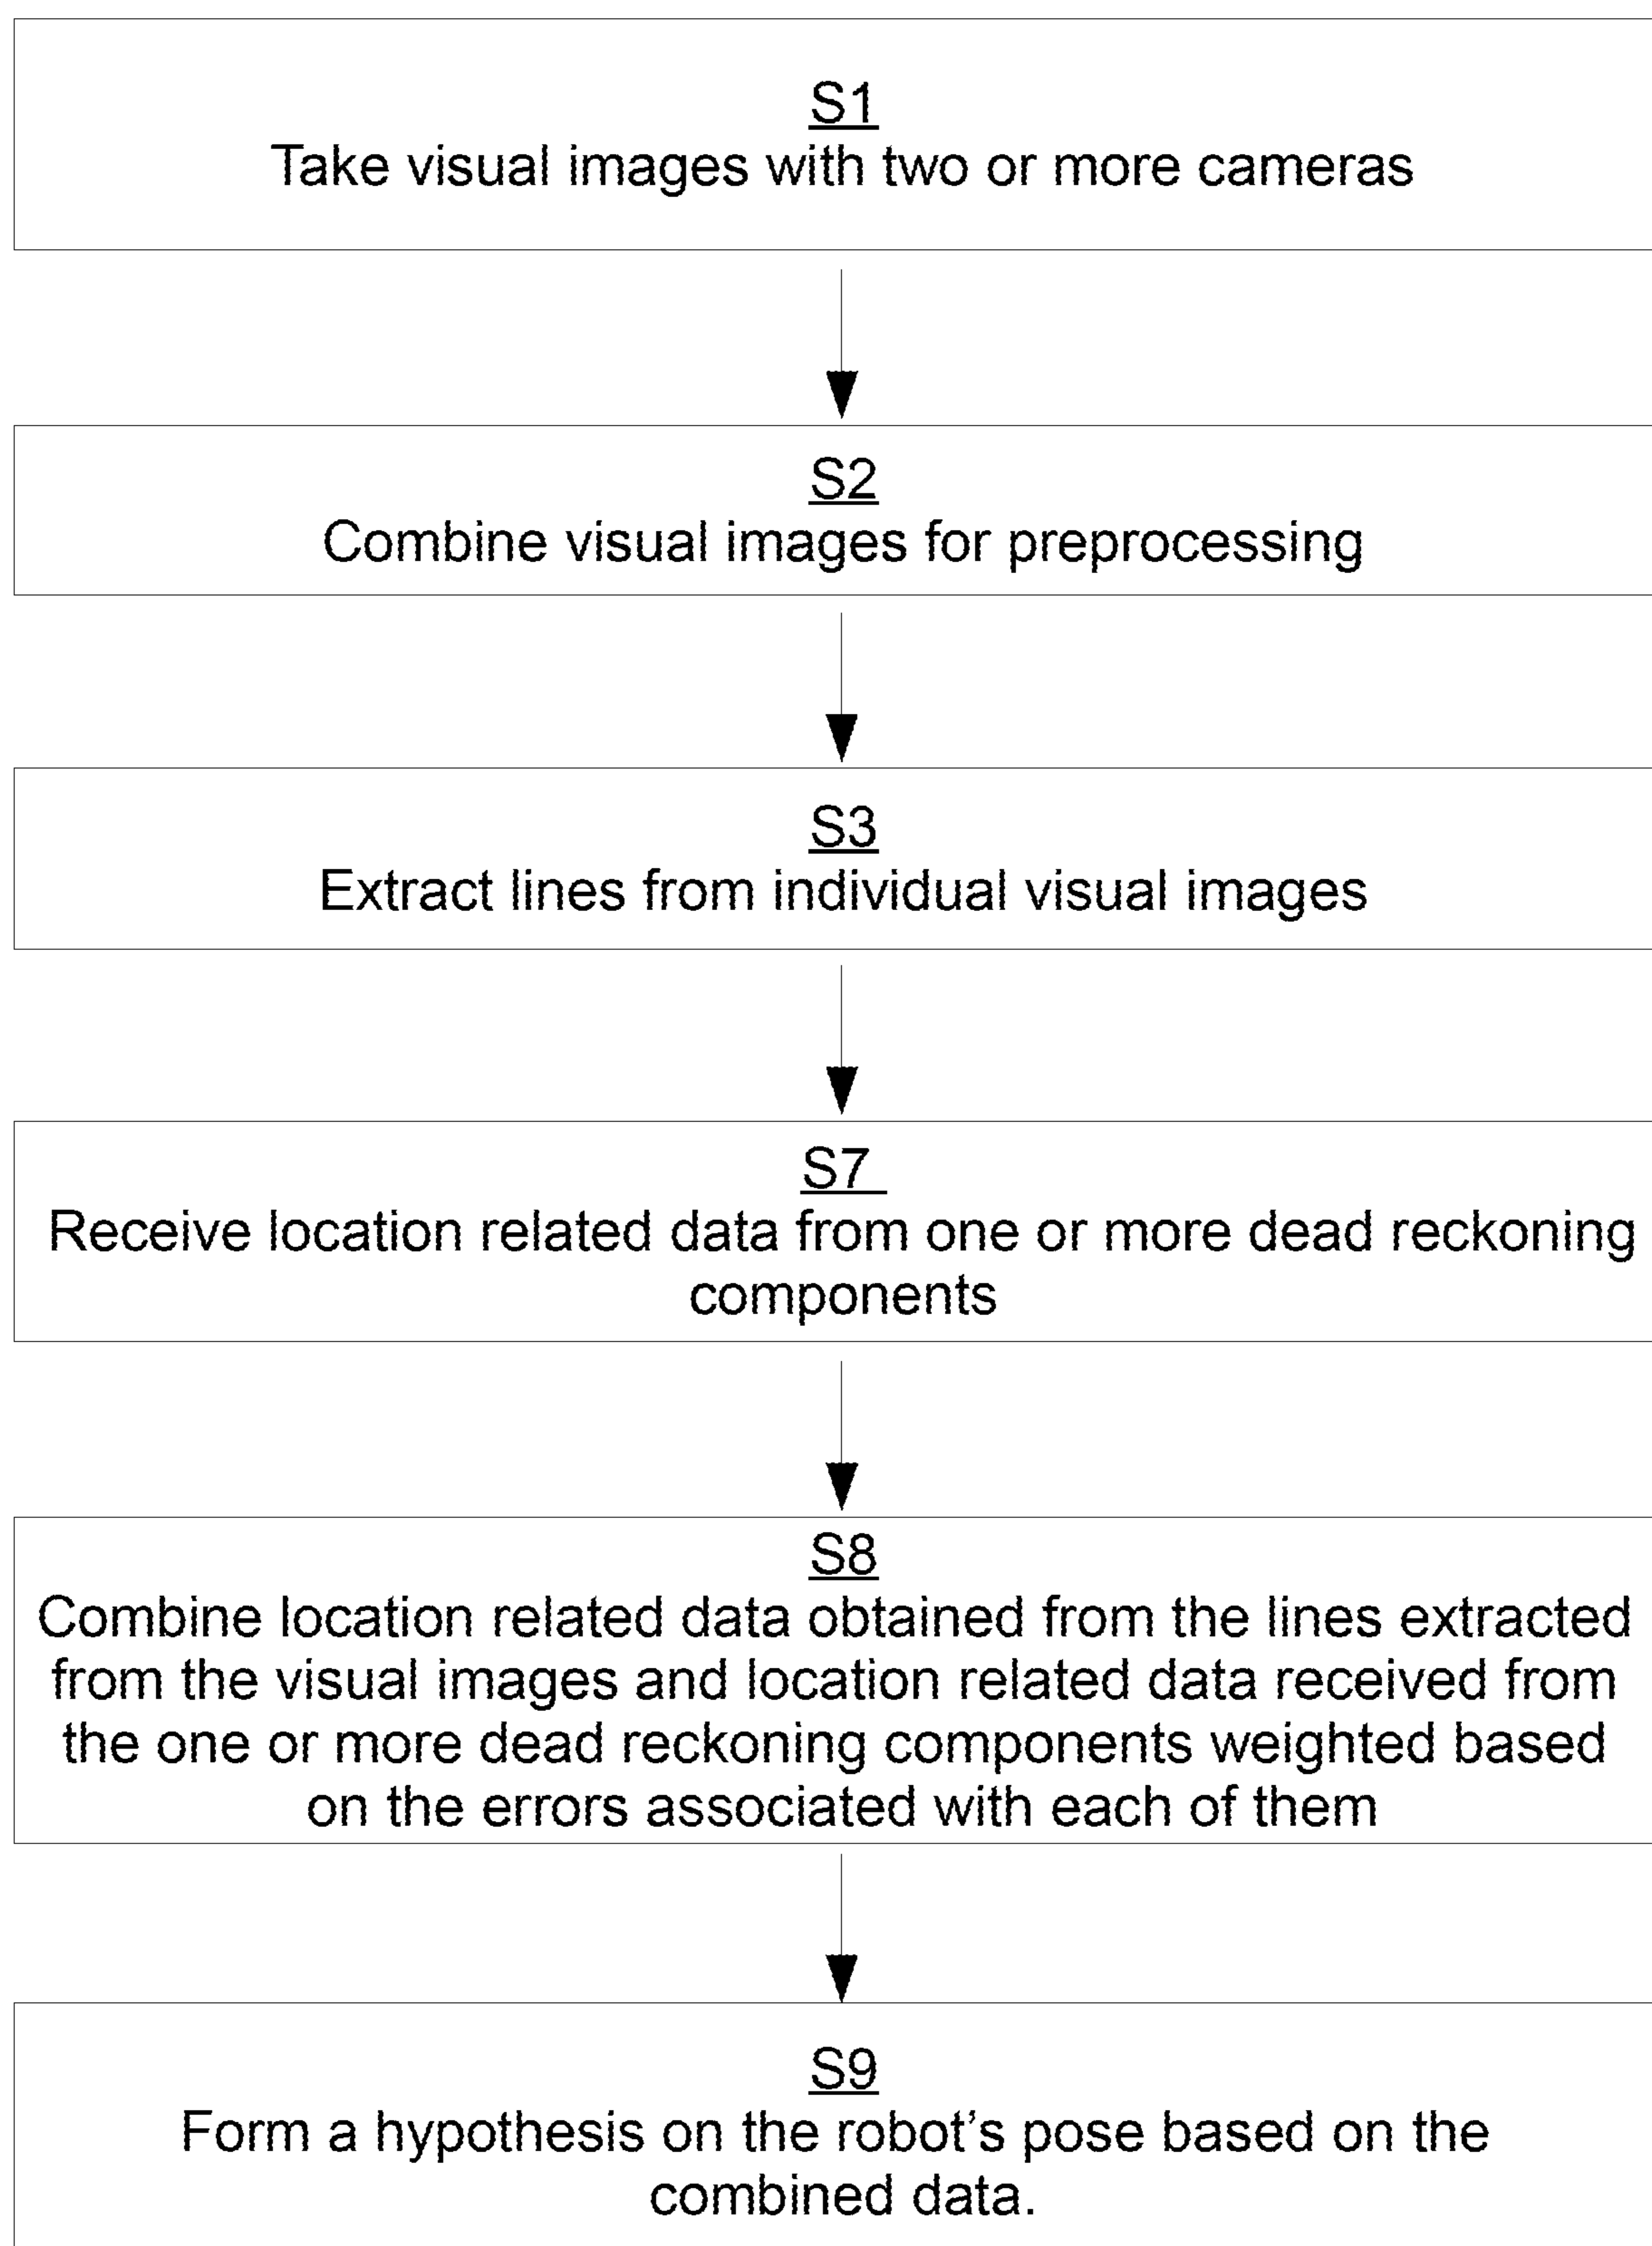 S1
Take visual images with two or more cameras
S2
Combine visual images for preprocessing
S3
Extract lines from individual visual images
S7
Receive location related data from one or more dead reckoning
components
S8
Combine location related data obtained from the lines extracted
from the visual images and location related data received from
the one or more dead reckoning components weighted based
on the errors associated with each of them
S9
Form a hypothesis on the robot’s pose based on the
combined data.